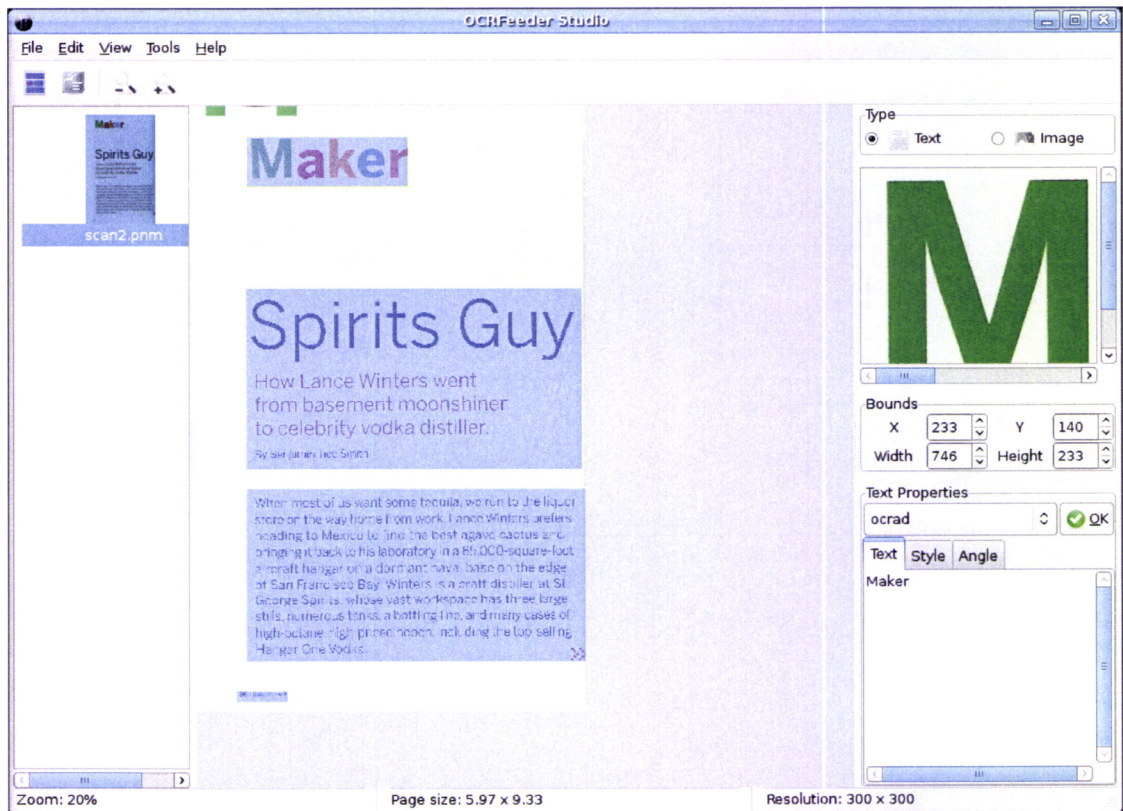 OCRFeeder Studio
File Edit View Tools Help
Maker
Spirits Guy
scan2.pnm
Maker
Spirits Guy
How Lance Winters went
from basement moonshiner
to celebrity vodka distiller.
By Benjamin Smith
When most of us want some tequila, we run to the liquor
store on the way home from work. Lance Winters prefers
heading to Mexico to find the best agave cactus and
bringing it back to his laboratory in a 65,000-square-foot
aircraft hangar on a dormant naval base on the edge
of San Francisco Bay. Winters is a craft distiller at St.
George Spirits, whose vast workspace has three large
stills, numerous tanks, a bottling line, and many cases of
high-octane, high-priced hooch, including the top-selling
Hangar One Vodka.
Type
Text Image
M
Bounds
X 233 Y 140
Width 746 Height 233
Text Properties
ocrad OK
Text Style Angle
Maker
Zoom: 20% Page size: 5.97 x 9.33 Resolution: 300 x 300